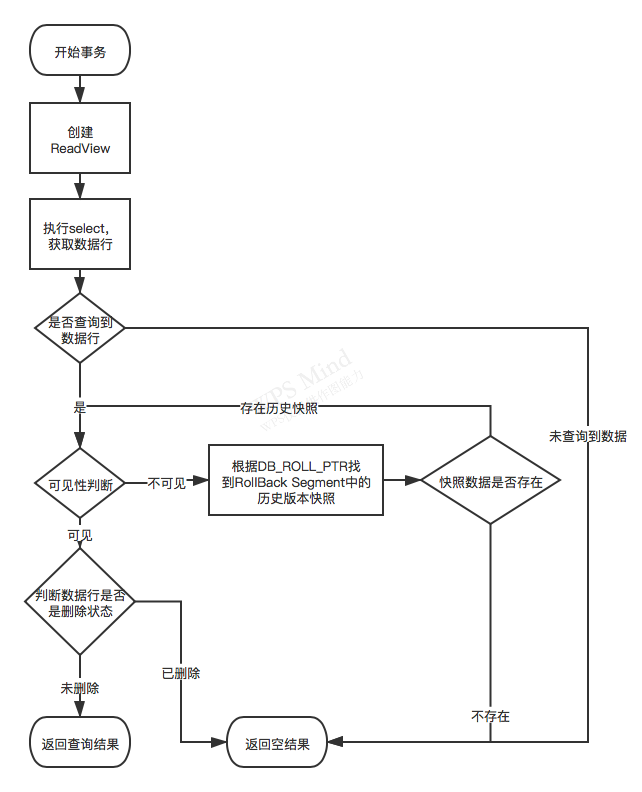 开始事务
创建
ReadView
执行select，
获取数据行
是否查询到
数据行
是
存在历史快照
未查询到数据
可见性判断
不可见
根据DB_ROLL_PTR找
到RollBack Segment中的
历史版本快照
快照数据是否存在
可见
判断数据行是否
是删除状态
已删除
未删除
不存在
返回查询结果
返回空结果
WPS Mind